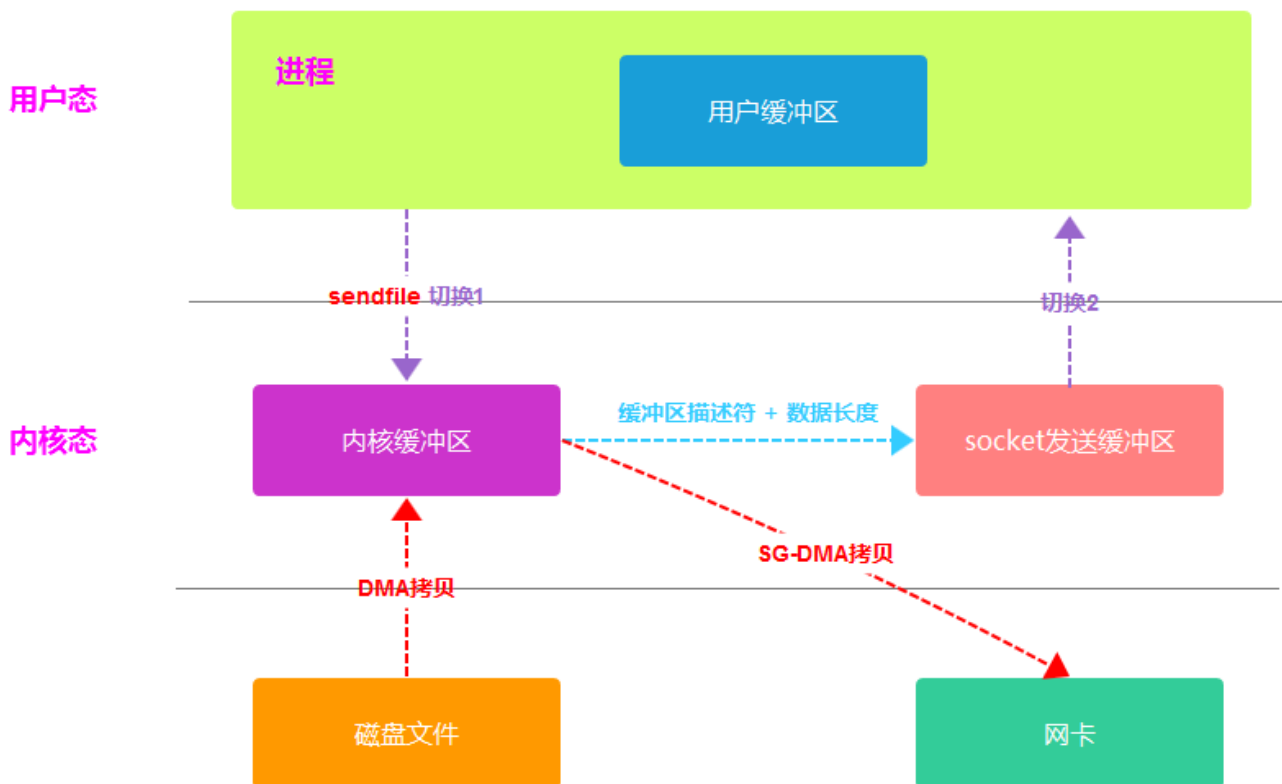 进程
用户态
用户缓冲区
sendfile 切换1
切换2
缓冲区描述符 + 数据长度
内核态
内核缓冲区
socket发送缓冲区
SG-DMA拷贝
DMA拷贝
磁盘文件
网卡